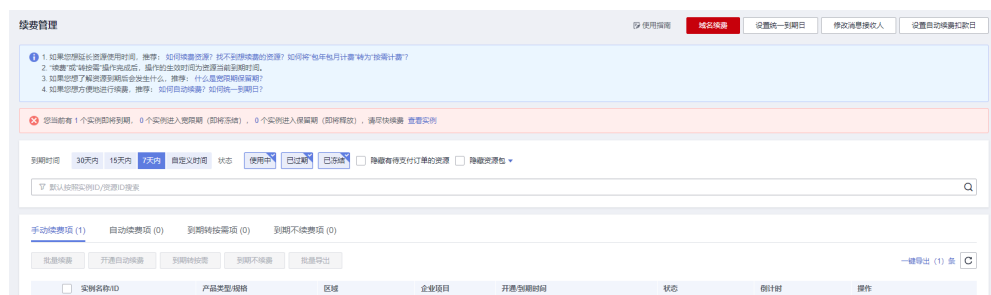 续费管理
使用指南 域名续费 设置统一到期日 修改消息接收人 设置自动续费扣款日
1. 如果您想延长资源使用时间，推荐： 如何续费资源？ 找不到想续费的资源？ 如何将"包年包月计费"转为"按需计费"？
2. "续费"或"转按需"操作完成后，操作的生效时间为资源当前到期时间。
3. 如果您想了解资源到期后会发生什么，推荐： 什么是宽限期保留期？
4. 如果您想方便地进行续费，推荐： 如何自动续费？ 如何统一到期日？
您当前有 1 个实例即将到期， 0 个实例进入宽限期（即将冻结），0 个实例进入保留期（即将释放），请尽快续费 查看实例
到期时间 30天内 15天内 7天内 自定义时间 状态 使用中 已过期 已冻结 隐藏有待支付订单的资源 隐藏资源包
默认按照实例ID/资源ID搜索
手动续费项 (1) 自动续费项 (0) 到期转按需项 (0) 到期不续费项 (0)
批量续费 开通自动续费 到期转按需 到期不续费 批量导出 一键导出 (1) 条
实例名称/ID 产品类型/规格 区域 企业项目 开通/到期时间 状态 倒计时 操作